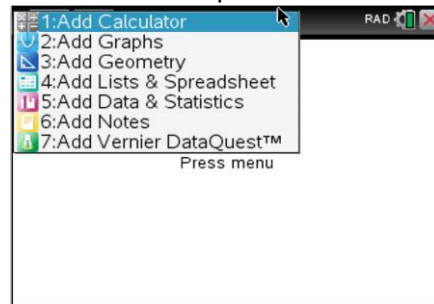 1:Add Calculator
RAD
2:Add Graphs
3:Add Geometry
4:Add Lists & Spreadsheet
5:Add Data & Statistics
6:Add Notes
7:Add Vernier DataQuest™
Press menu